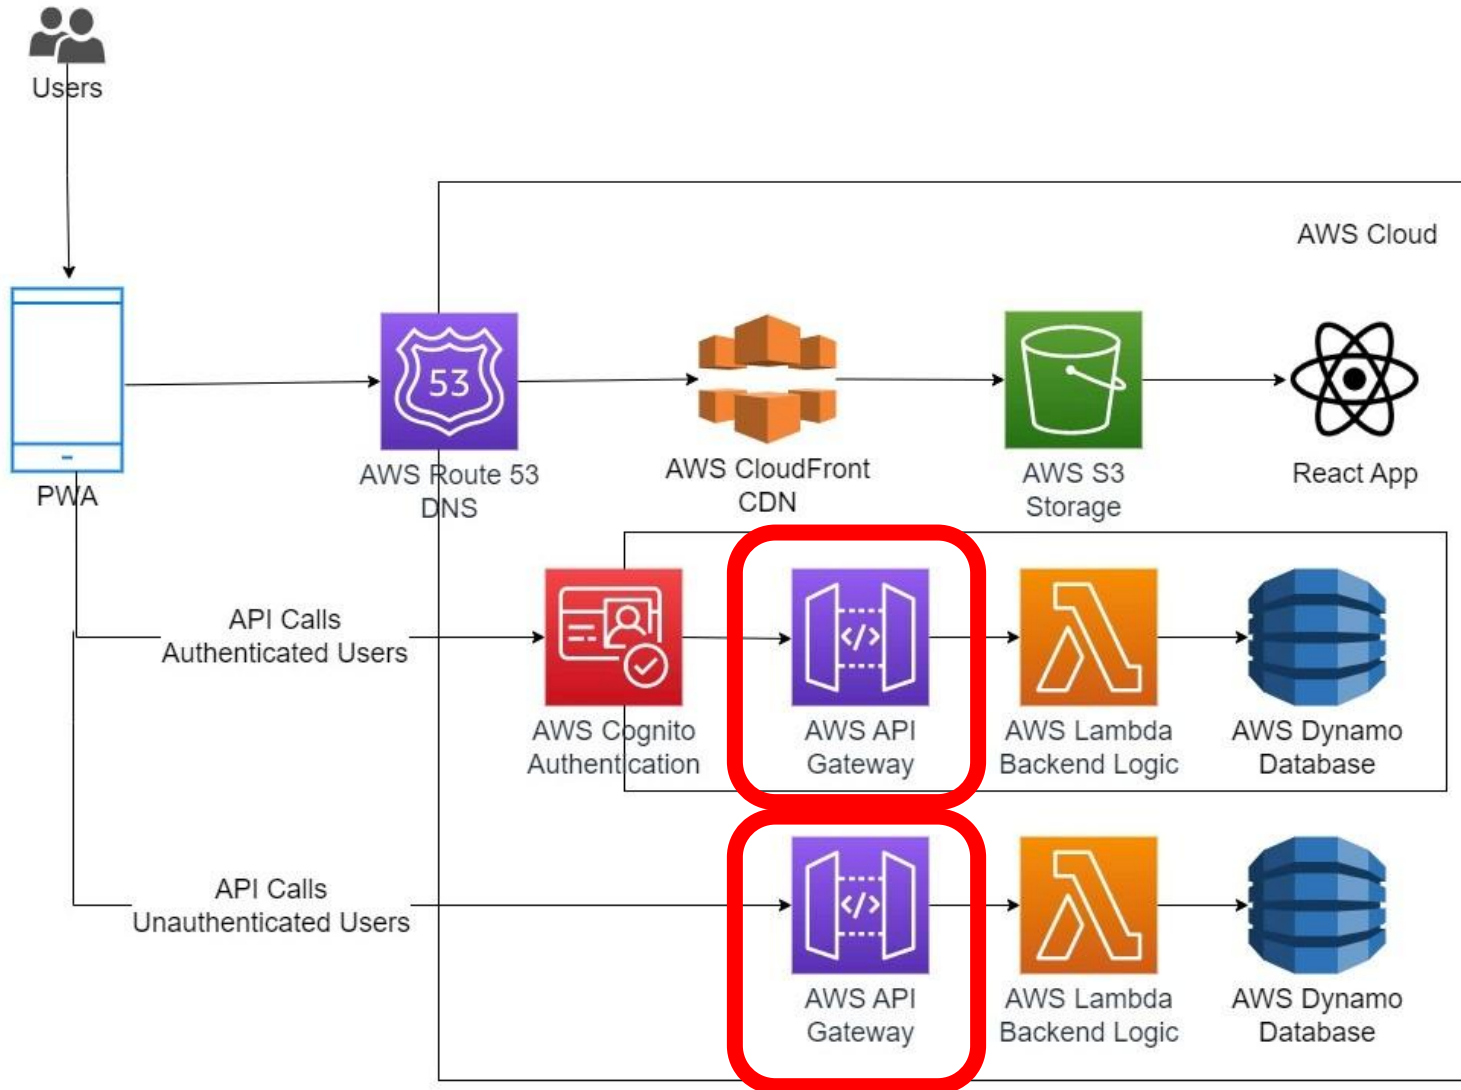 Users
AWS Cloud
53
PWA
AWS Route 53
DNS
AWS CloudFront
CDN
AWS S3
Storage
React App
API Calls
Authenticated Users
</>
AWS Cognito
Authentication
AWS API
Gateway
AWS Lambda
Backend Logic
AWS Dynamo
Database
API Calls
Unauthenticated Users
</>
AWS API
Gateway
AWS Lambda
Backend Logic
AWS Dynamo
Database